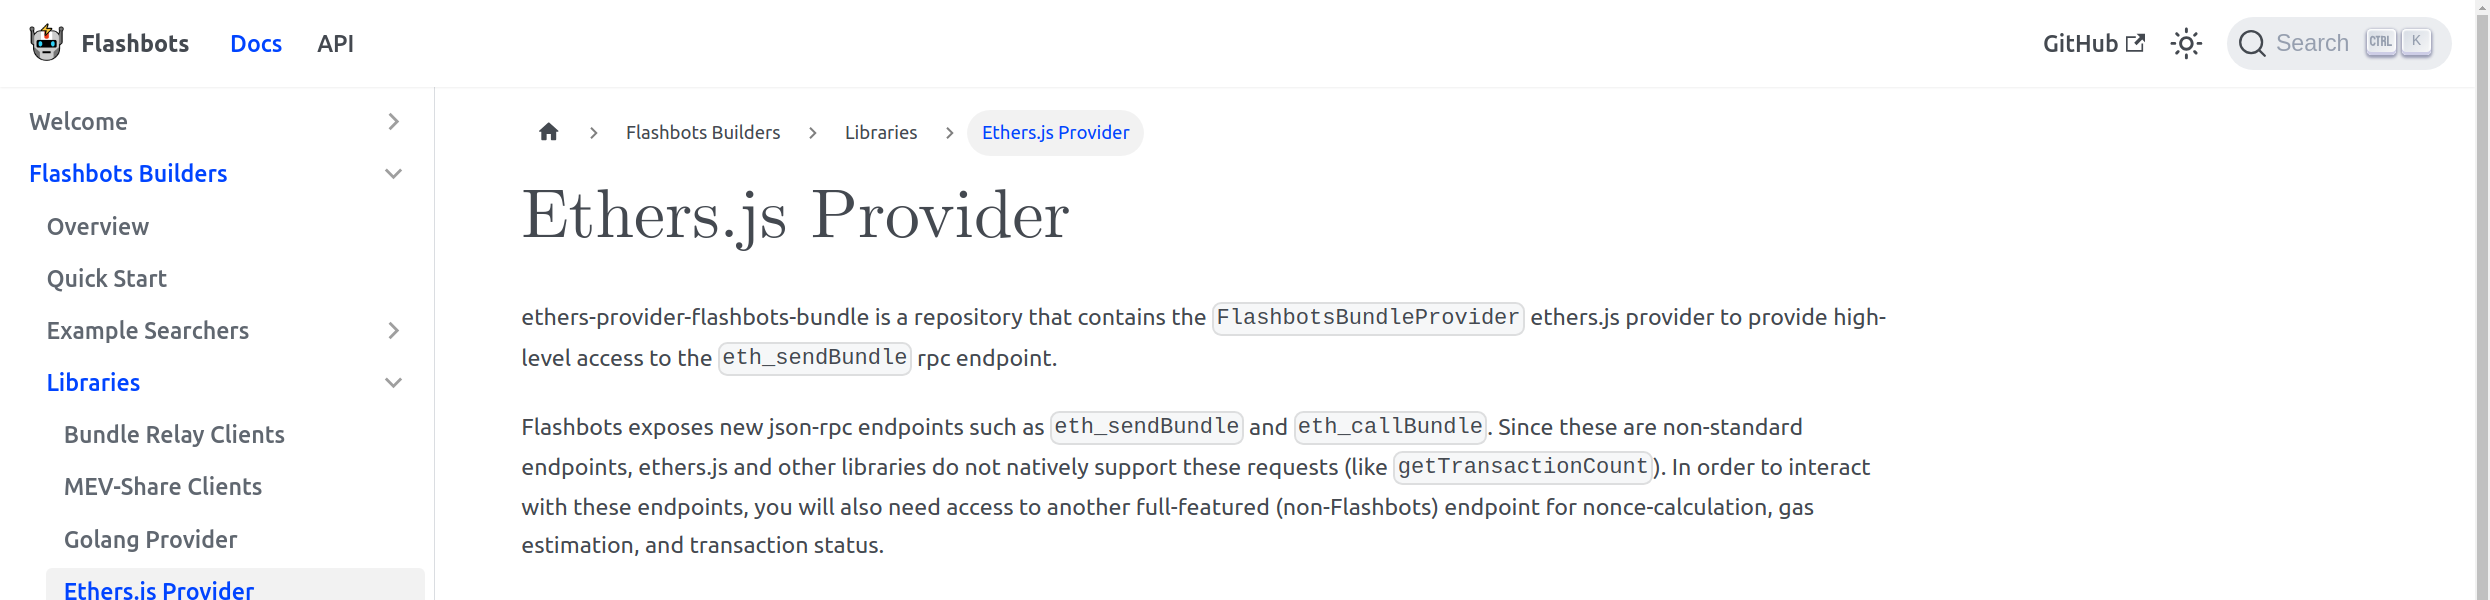 Flashbots Docs API GitHub Search CTRL K
Welcome
Flashbots Builders
Overview
Quick Start
Example Searchers
Libraries
Bundle Relay Clients
MEV-Share Clients
Golang Provider
Ethers.js Provider
Flashbots Builders Libraries Ethers.js Provider
Ethers.js Provider
ethers-provider-flashbots-bundle is a repository that contains the FlashbotsBundleProvider ethers.js provider to provide high-
level access to the eth_sendBundle rpc endpoint.
Flashbots exposes new json-rpc endpoints such as eth_sendBundle and eth_callBundle. Since these are non-standard
endpoints, ethers.js and other libraries do not natively support these requests (like getTransactionCount). In order to interact
with these endpoints, you will also need access to another full-featured (non-Flashbots) endpoint for nonce-calculation, gas
estimation, and transaction status.